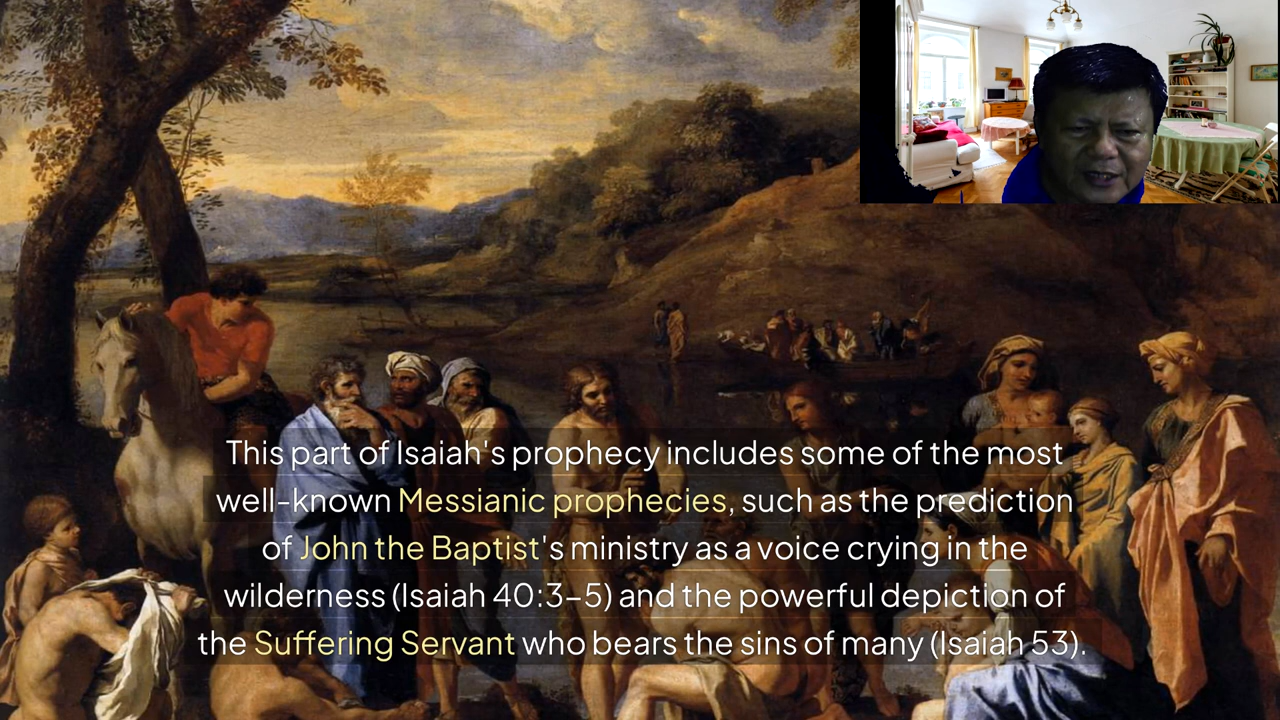 This part of Isaiah's prophecy includes some of the most
well-known Messianic prophecies, such as the prediction
of John the Baptist's ministry as a voice crying in the
wilderness (Isaiah 40:3–5) and the powerful depiction of
the Suffering Servant who bears the sins of many (Isaiah 53).